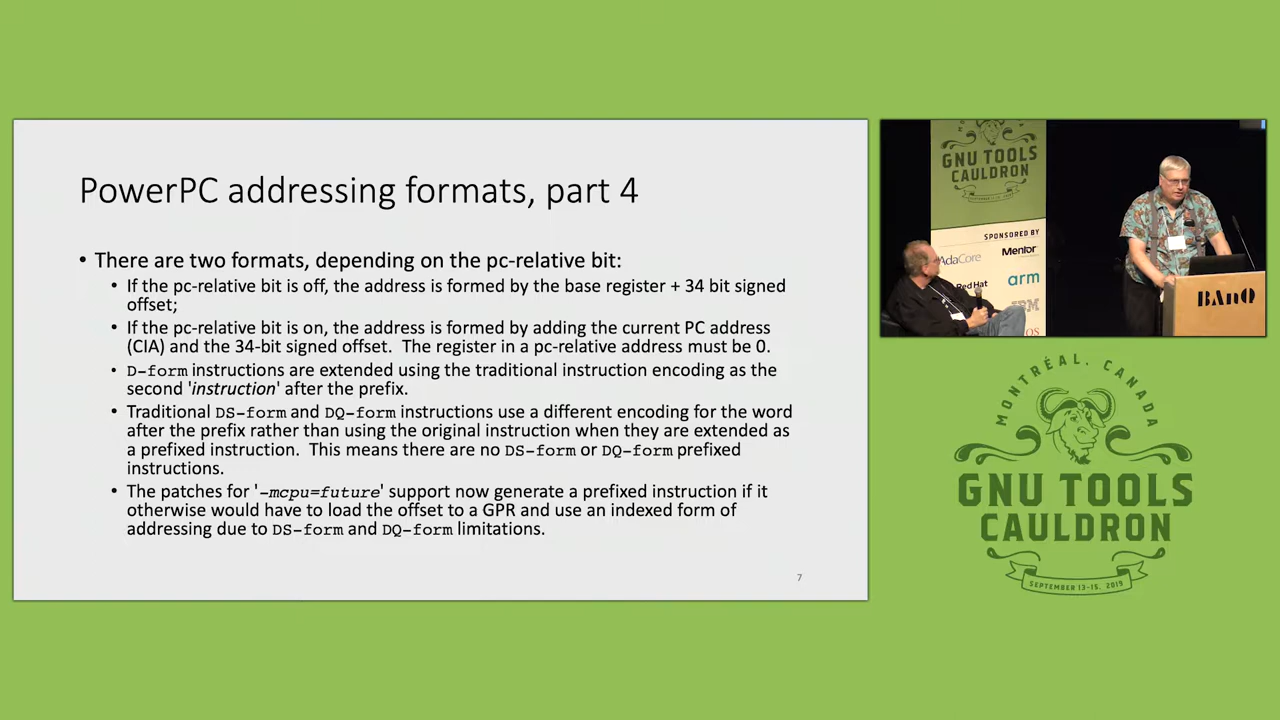 PowerPC addressing formats, part 4
• There are two formats, depending on the pc-relative bit:
• If the pc-relative bit is off, the address is formed by the base register + 34 bit signed
offset;
• If the pc-relative bit is on, the address is formed by adding the current PC address
(CIA) and the 34-bit signed offset. The register in a pc-relative address must be 0.
• D-form instructions are extended using the traditional instruction encoding as the
second 'instruction' after the prefix.
• Traditional DS-form and DQ-form instructions use a different encoding for the word
after the prefix rather than using the original instruction when they are extended as
a prefixed instruction. This means there are no DS-form or DQ-form prefixed
instructions.
• The patches for '-mcpu=future' support now generate a prefixed instruction if it
otherwise would have to load the offset to a GPR and use an indexed form of
addressing due to DS-form and DQ-form limitations.
7
GNU TOOLS
CAULDRON
SPONSORED BY
AdaCore
Mentor
Red Hat
arm
IBM
OS
BAnQ
MONTRÉAL, CANADA
GNU TOOLS
CAULDRON
SEPTEMBER 13-15, 2019